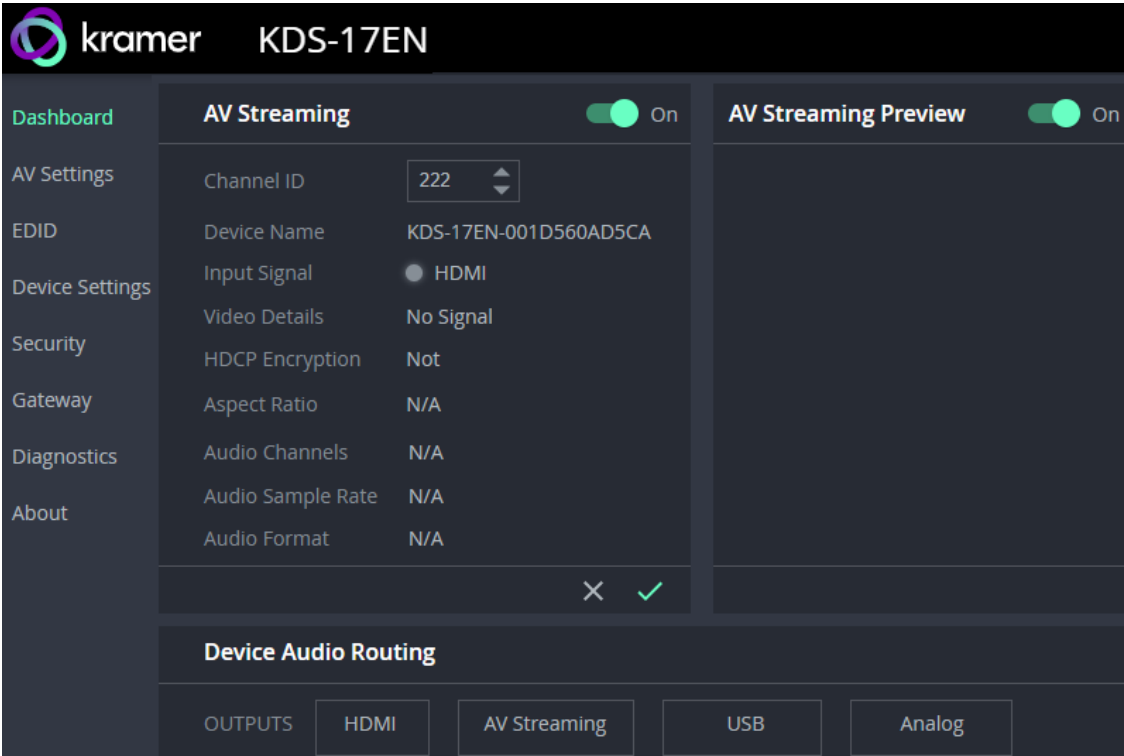 kramer KDS-17EN
Dashboard
AV Settings
EDID
Device Settings
Security
Gateway
Diagnostics
About
AV Streaming On
Channel ID 222
Device Name KDS-17EN-001D560AD5CA
Input Signal HDMI
Video Details No Signal
HDCP Encryption Not
Aspect Ratio N/A
Audio Channels N/A
Audio Sample Rate N/A
Audio Format N/A
AV Streaming Preview On
Device Audio Routing
OUTPUTS HDMI AV Streaming USB Analog